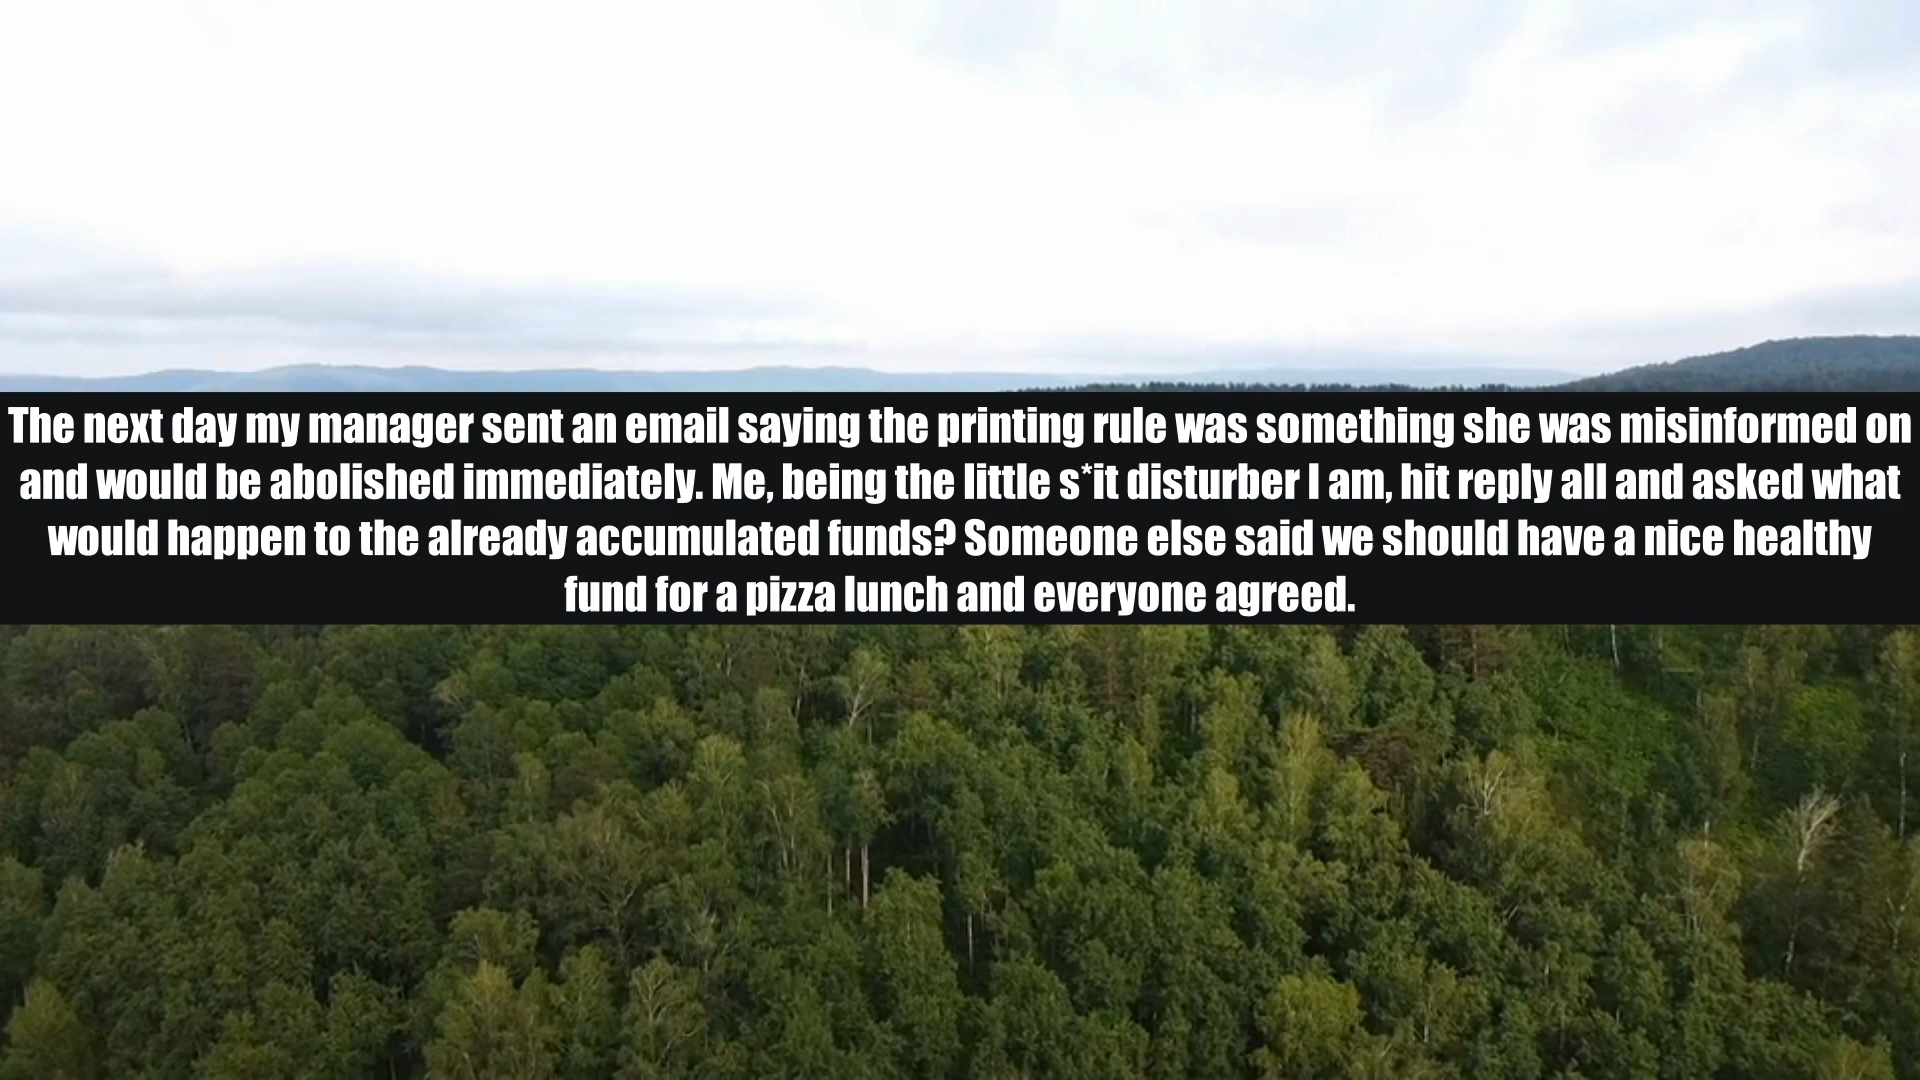 The next day my manager sent an email saying the printing rule was something she was misinformed on
and would be abolished immediately. Me, being the little s*it disturber I am, hit reply all and asked what
would happen to the already accumulated funds? Someone else said we should have a nice healthy
fund for a pizza lunch and everyone agreed.